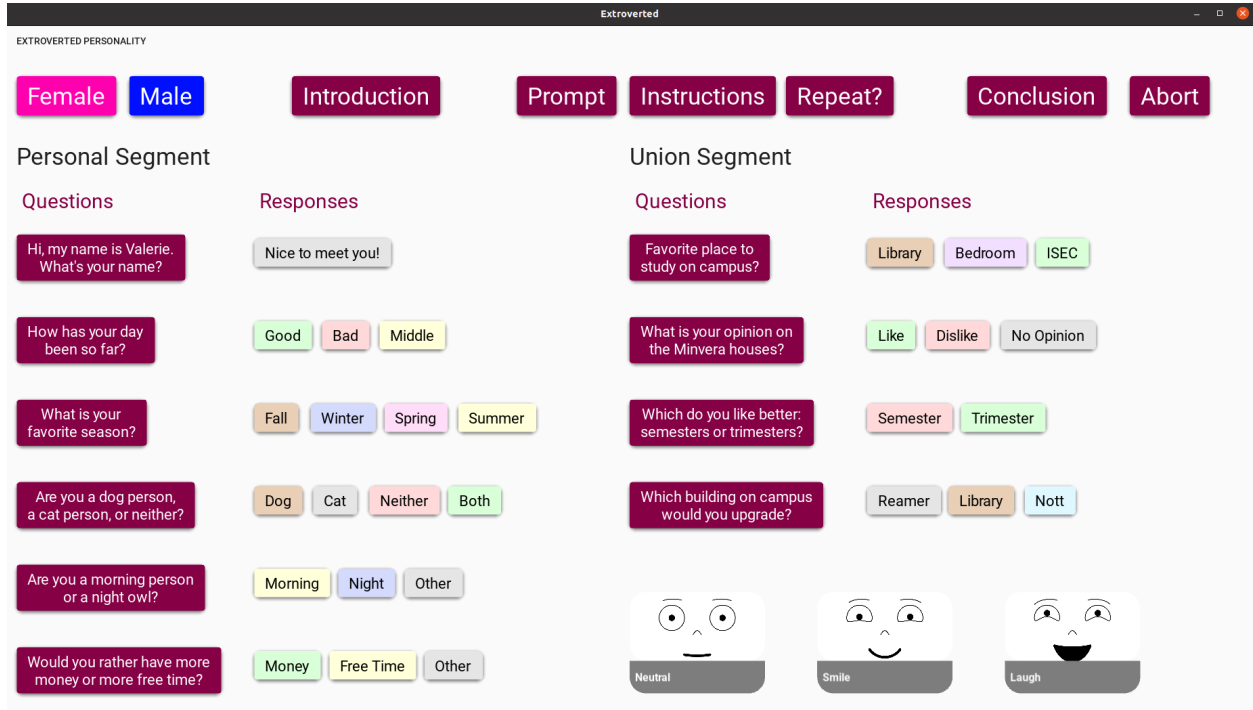 Extroverted
EXTROVERTED PERSONALITY
Female Male Introduction Prompt Instructions Repeat? Conclusion Abort
Personal Segment
Questions Responses
Hi, my name is Valerie.
What's your name?
Nice to meet you!
How has your day
been so far?
Good Bad Middle
What is your
favorite season?
Fall Winter Spring Summer
Are you a dog person,
a cat person, or neither?
Dog Cat Neither Both
Are you a morning person
or a night owl?
Morning Night Other
Would you rather have more
money or more free time?
Money Free Time Other
Union Segment
Questions Responses
Favorite place to
study on campus?
Library Bedroom ISEC
What is your opinion on
the Minvera houses?
Like Dislike No Opinion
Which do you like better:
semesters or trimesters?
Semester Trimester
Which building on campus
would you upgrade?
Reamer Library Nott
Neutral Smile Laugh